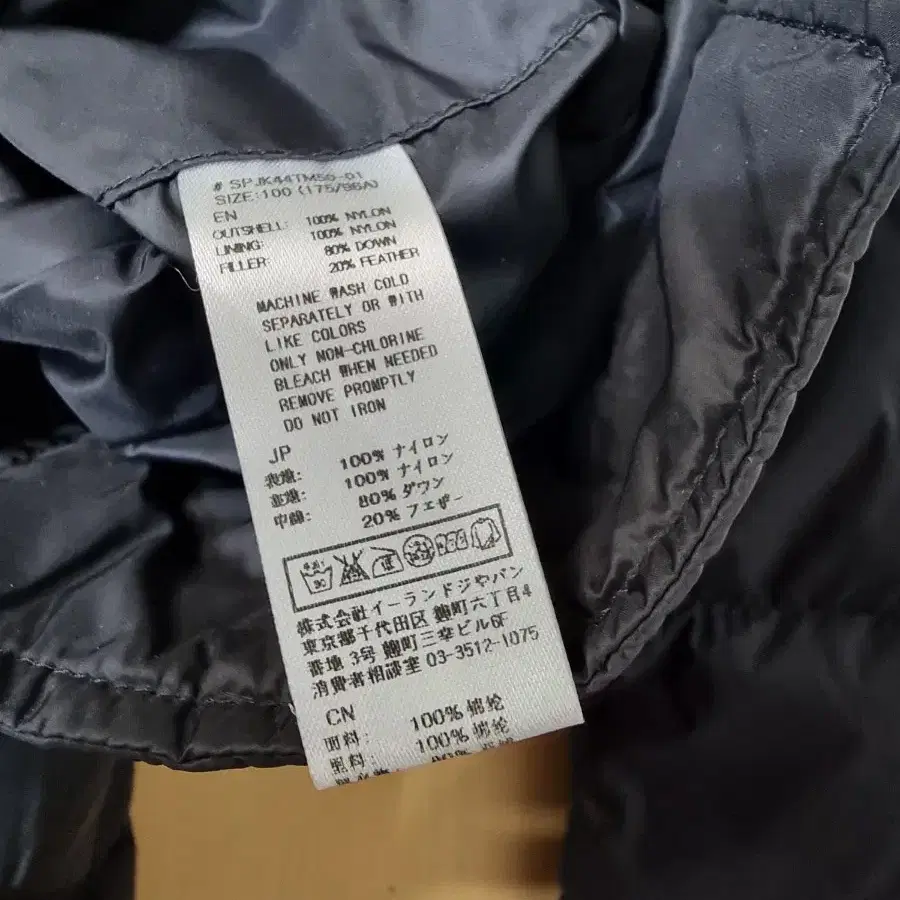 # SPJK44TM50-01
SIZE:100 (175/96A)
EN
OUTSHELL: 100% NYLON
LINING: 100% NYLON
FILLER: 80% DOWN
20% FEATHER
MACHINE WASH COLD
SEPARATELY OR WITH
LIKE COLORS
ONLY NON-CHLORINE
BLEACH WHEN NEEDED
REMOVE PROMPTLY
DO NOT IRON
JP
表地: 100% ナイロン
100% ナイロン
中綿: 80% ダウン
20% フェザー
株式会社イーランドジャパン
東京都千代田区 麹町六丁目4
番地 3号 麹町三幸ビル6F
消費者相談室 03-3512-1075
CN
面料: 100% 锦纶
里料: 100% 锦纶